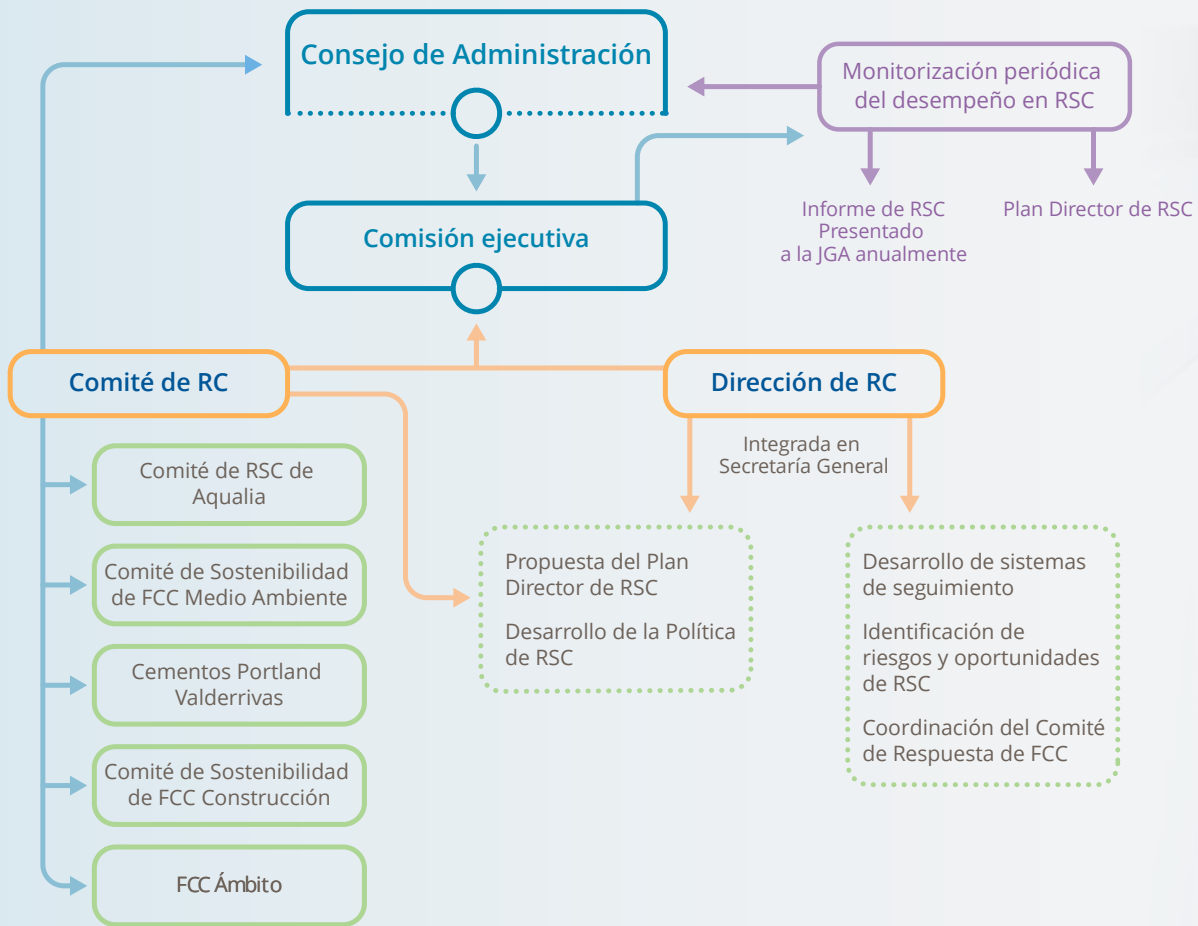 Consejo de Administración
Monitorización periódica
del desempeño en RSC
Informe de RSC
Presentado
a la JGA anualmente
Plan Director de RSC
Comisión ejecutiva
Comité de RC
Dirección de RC
Integrada en
Secretaría General
Comité de RSC de
Aqualia
Comité de Sostenibilidad
de FCC Medio Ambiente
Cementos Portland
Valderrivas
Comité de Sostenibilidad
de FCC Construcción
FCC Ámbito
Propuesta del Plan
Director de RSC
Desarrollo de la Política
de RSC
Desarrollo de sistemas
de seguimiento
Identificación de
riesgos y oportunidades
de RSC
Coordinación del Comité
de Respuesta de FCC